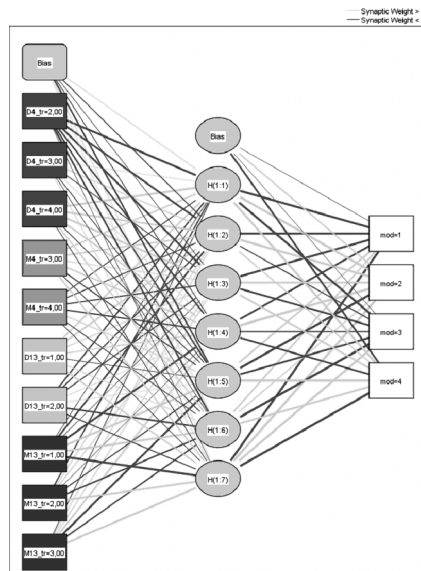 Synaptic Weight >
Synaptic Weight <
Bias
D4_tr=2,00
D4_tr=3,00
D4_tr=4,00
M4_tr=3,00
M4_tr=4,00
D13_tr=1,00
D13_tr=2,00
M13_tr=1,00
M13_tr=2,00
M13_tr=3,00
Bias
H(1:1)
H(1:2)
H(1:3)
H(1:4)
H(1:5)
H(1:6)
H(1:7)
mod=1
mod=2
mod=3
mod=4